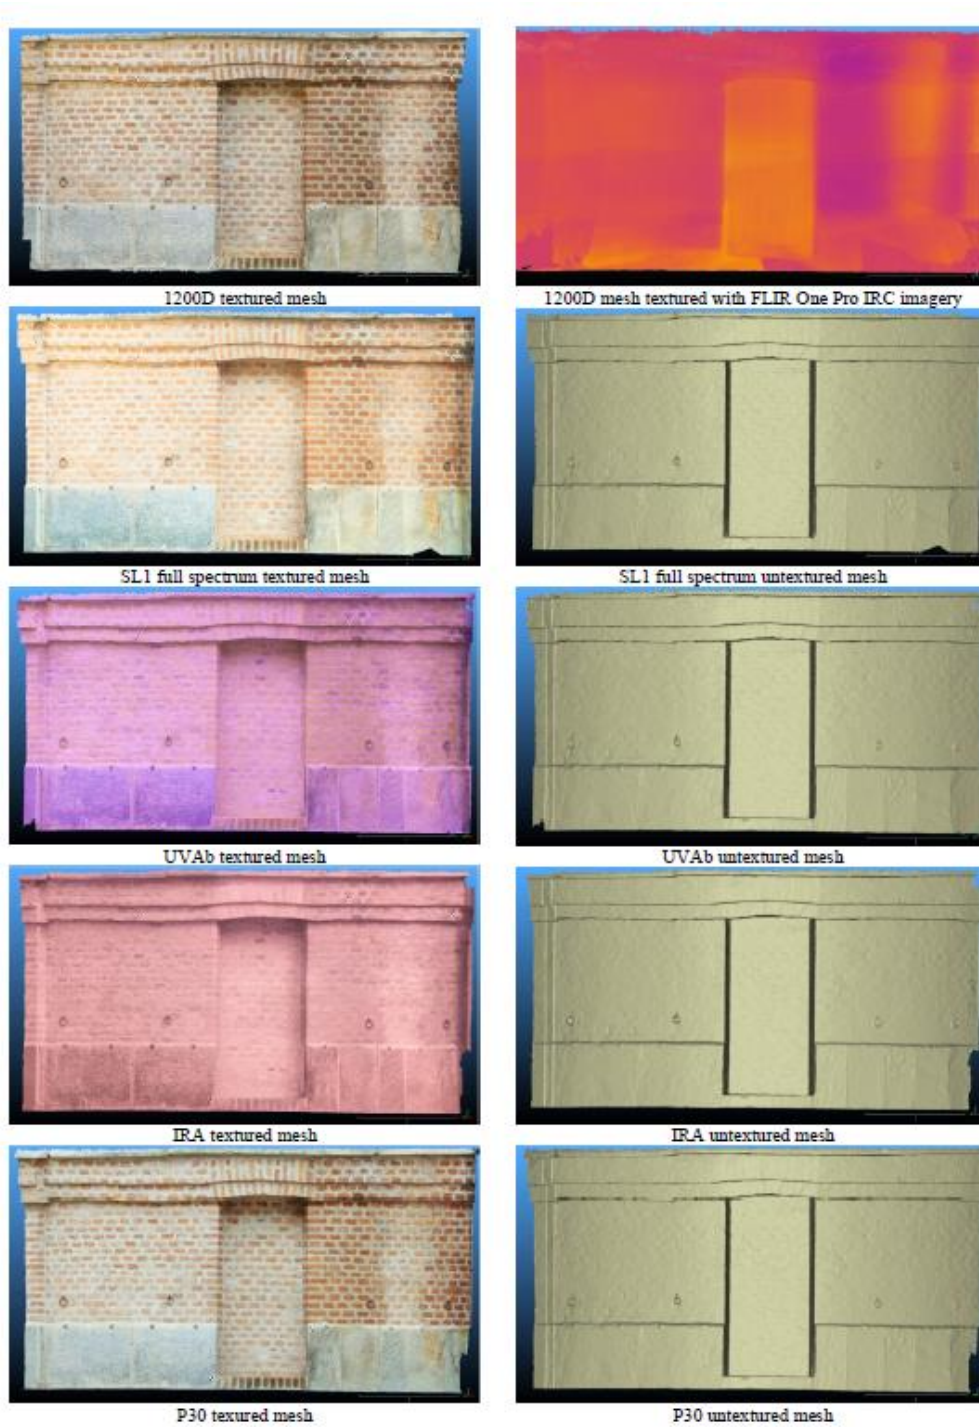 1200D textured mesh
1200D mesh textured with FLIR One Pro IRC imagery
SL1 full spectrum textured mesh
SL1 full spectrum untextured mesh
UVAb textured mesh
UVAb untextured mesh
IRA textured mesh
IRA untextured mesh
P30 texured mesh
P30 untextured mesh